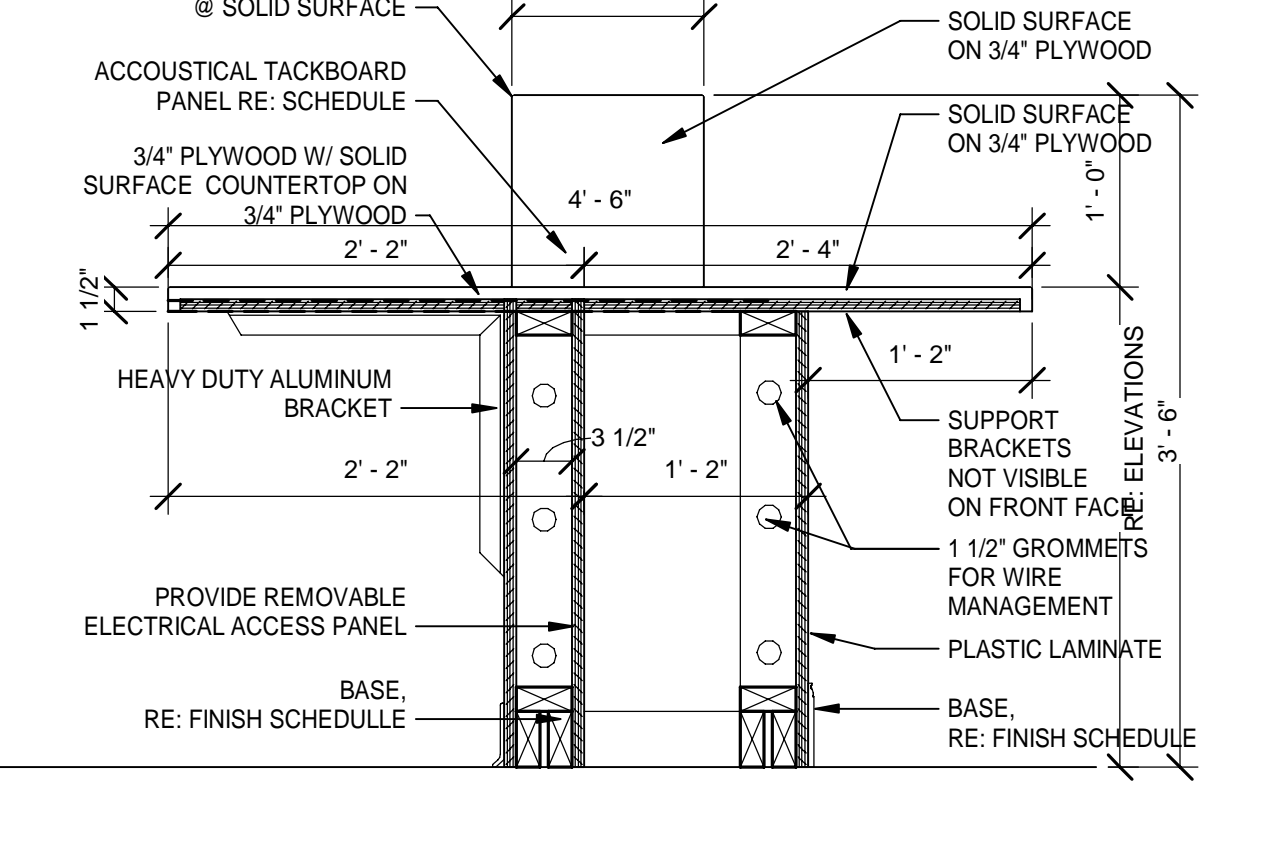 @ SOLID SURFACE
ACCOUSTICAL TACKBOARD
PANEL RE: SCHEDULE
3/4" PLYWOOD W/ SOLID
SURFACE COUNTERTOP ON
3/4" PLYWOOD
SOLID SURFACE
ON 3/4" PLYWOOD
SOLID SURFACE
ON 3/4" PLYWOOD
4' - 6"
2' - 2"
2' - 4"
1' - 0"
1 1/2"
1' - 2"
HEAVY DUTY ALUMINUM
BRACKET
3 1/2"
2' - 2"
1' - 2"
SUPPORT
BRACKETS
NOT VISIBLE
ON FRONT FACE
RE: ELEVATIONS
3' - 6"
1 1/2" GROMMETS
FOR WIRE
MANAGEMENT
PROVIDE REMOVABLE
ELECTRICAL ACCESS PANEL
PLASTIC LAMINATE
BASE,
RE: FINISH SCHEDULLE
BASE,
RE: FINISH SCHEDULE